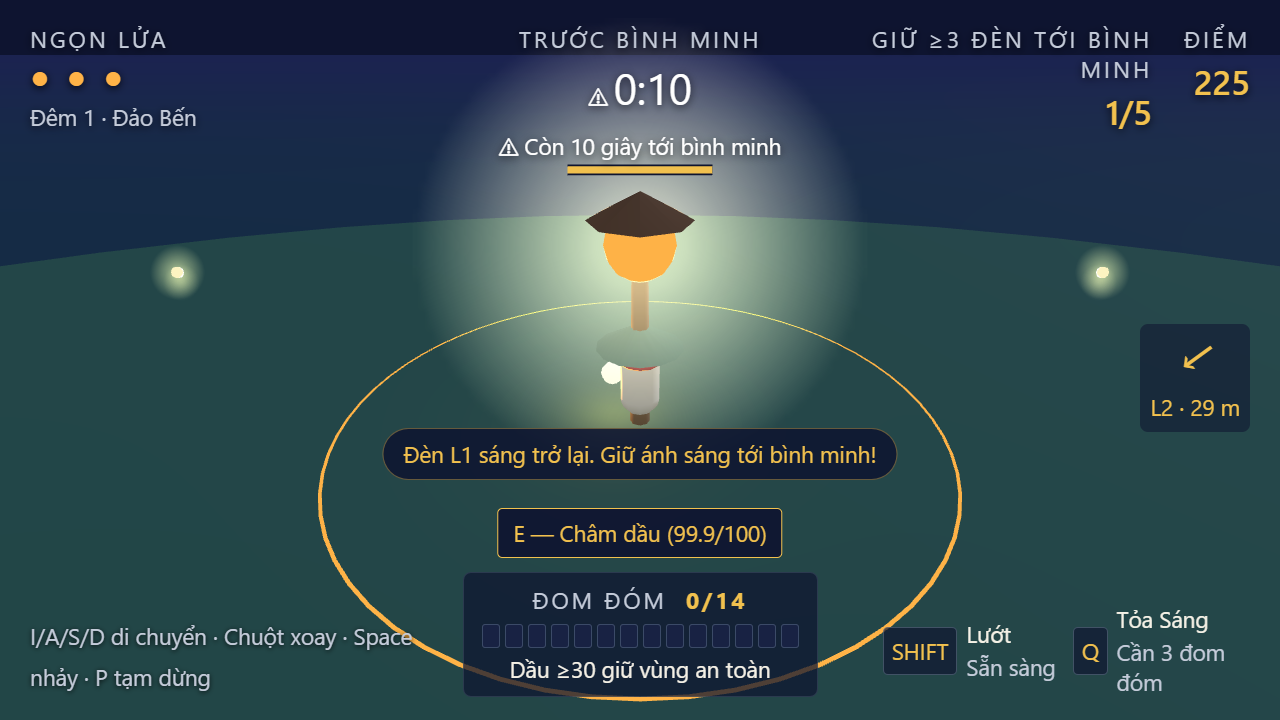 NGỌN LỬA
Đêm 1 · Đảo Bến
TRƯỚC BÌNH MINH
⚠ 0:10
⚠ Còn 10 giây tới bình minh
GIỮ ≥3 ĐÈN TỚI BÌNH
MINH
1/5
ĐIỂM
225
L2 · 29 m
Đèn L1 sáng trở lại. Giữ ánh sáng tới bình minh!
E — Châm dầu (99.9/100)
ĐOM ĐÓM 0/14
Dầu ≥30 giữ vùng an toàn
I/A/S/D di chuyển · Chuột xoay · Space
nhảy · P tạm dừng
SHIFT
Lướt
Sẵn sàng
Q
Tỏa Sáng
Cần 3 đom
đóm